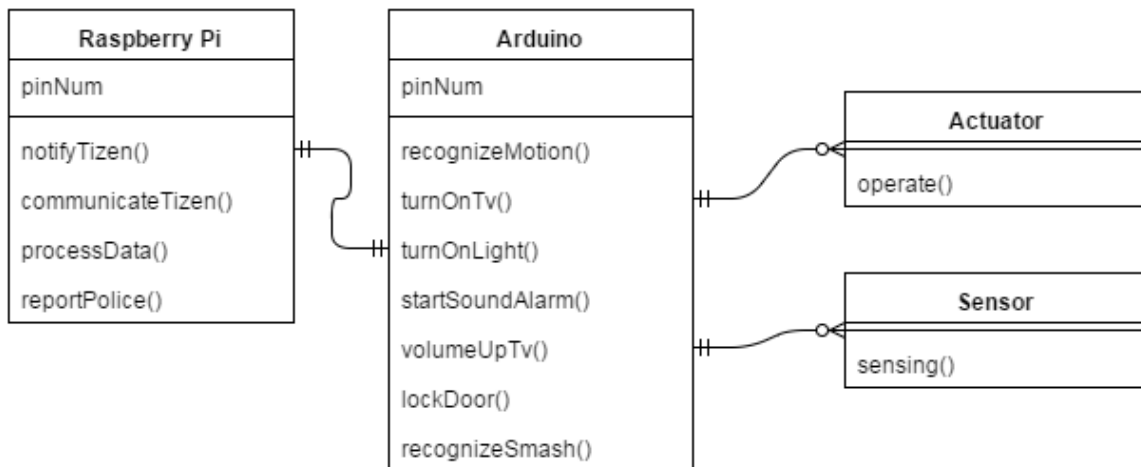 Raspberry Pi
pinNum
notifyTizen()
communicateTizen()
processData()
reportPolice()
Arduino
pinNum
recognizeMotion()
turnOnTv()
turnOnLight()
startSoundAlarm()
volumeUpTv()
lockDoor()
recognizeSmash()
Actuator
operate()
Sensor
sensing()